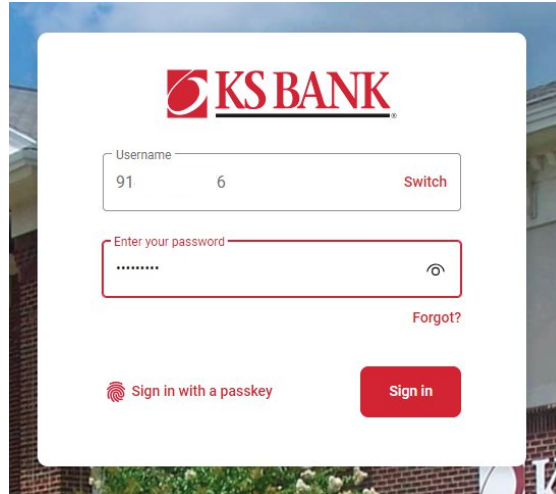 KS BANK
Username
91 6 Switch
Enter your password
•••••••••
Forgot?
Sign in with a passkey
Sign in